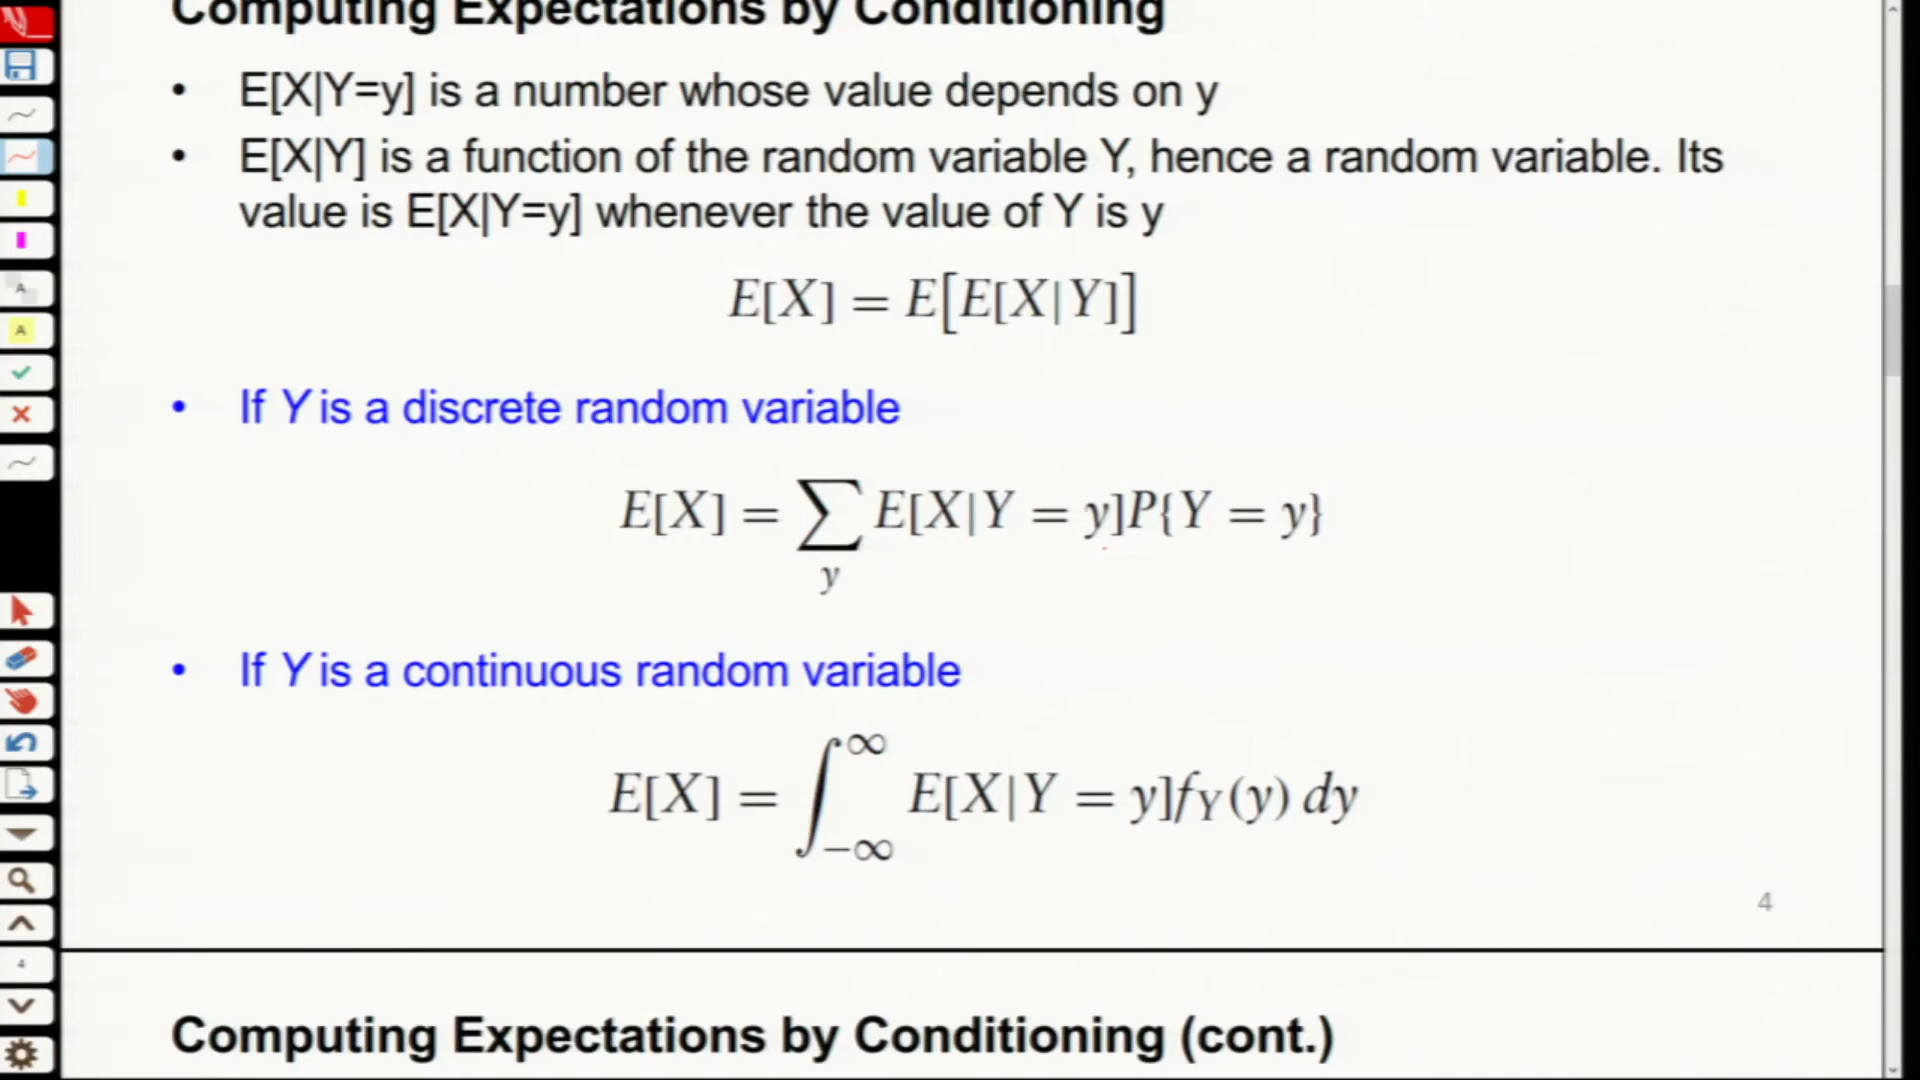 Computing Expectations by Conditioning
• E[X|Y=y] is a number whose value depends on y
• E[X|Y] is a function of the random variable Y, hence a random variable. Its
value is E[X|Y=y] whenever the value of Y is y
E[X] = E[E[X|Y]]
• If Y is a discrete random variable
E[X] = ∑_y E[X|Y = y]P{Y = y}
• If Y is a continuous random variable
E[X] = ∫_{-∞}^{∞} E[X|Y = y]f_Y(y) dy
4
Computing Expectations by Conditioning (cont.)
A
A
4